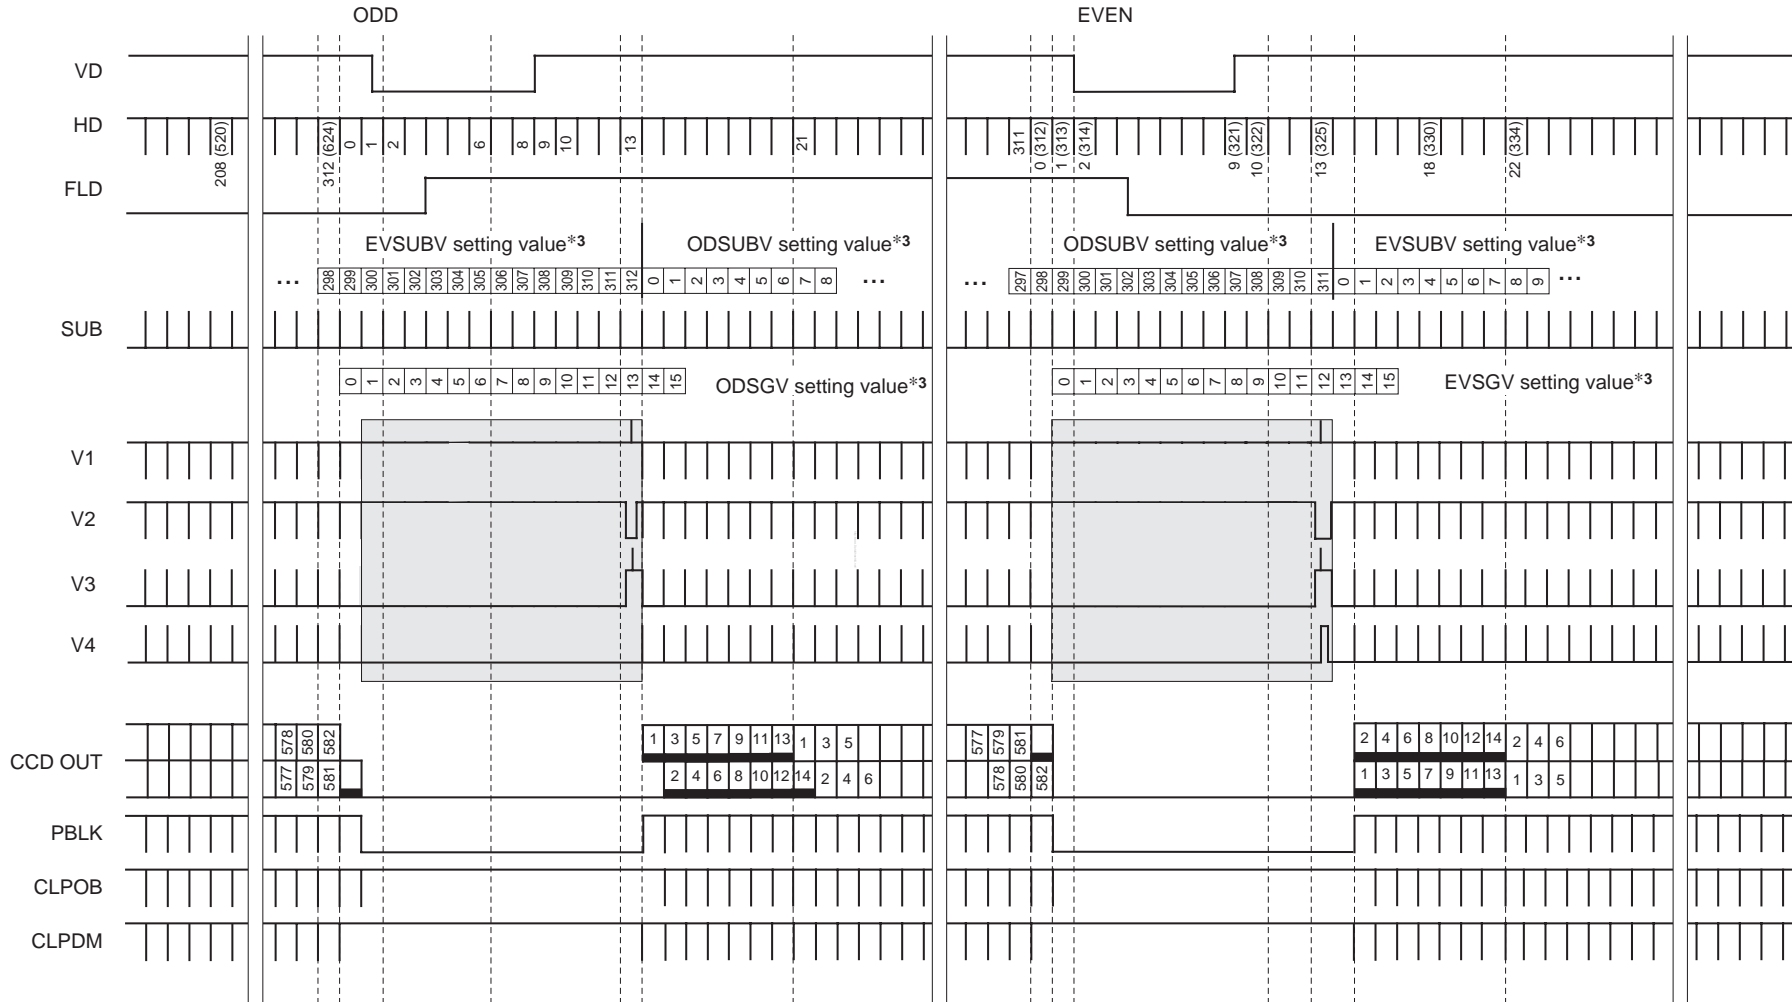 ODD EVEN
VD
HD
208 (520) 312 (624) 0 1 2 6 8 9 10 13 21 311 0 (312) 1 (313) 2 (314) 9 (321) 10 (322) 13 (325) 18 (330) 22 (334)
FLD
EVSUBV setting value*3 ODSUBV setting value*3 ODSUBV setting value*3 EVSUBV setting value*3
... 298 299 300 301 302 303 304 305 306 307 308 309 310 311 312 0 1 2 3 4 5 6 7 8 ... ... 297 298 299 300 301 302 303 304 305 306 307 308 309 310 311 0 1 2 3 4 5 6 7 8 9 ...
SUB
0 1 2 3 4 5 6 7 8 9 10 11 12 13 14 15 ODSGV setting value*3 0 1 2 3 4 5 6 7 8 9 10 11 12 13 14 15 EVSGV setting value*3
V1
V2
V3
V4
578 580 582 1 3 5 7 9 11 13 1 3 5 577 579 581 2 4 6 8 10 12 14 2 4 6
CCD OUT
577 579 581 2 4 6 8 10 12 14 2 4 6 578 580 582 1 3 5 7 9 11 13 1 3 5
PBLK
CLPOB
CLPDM